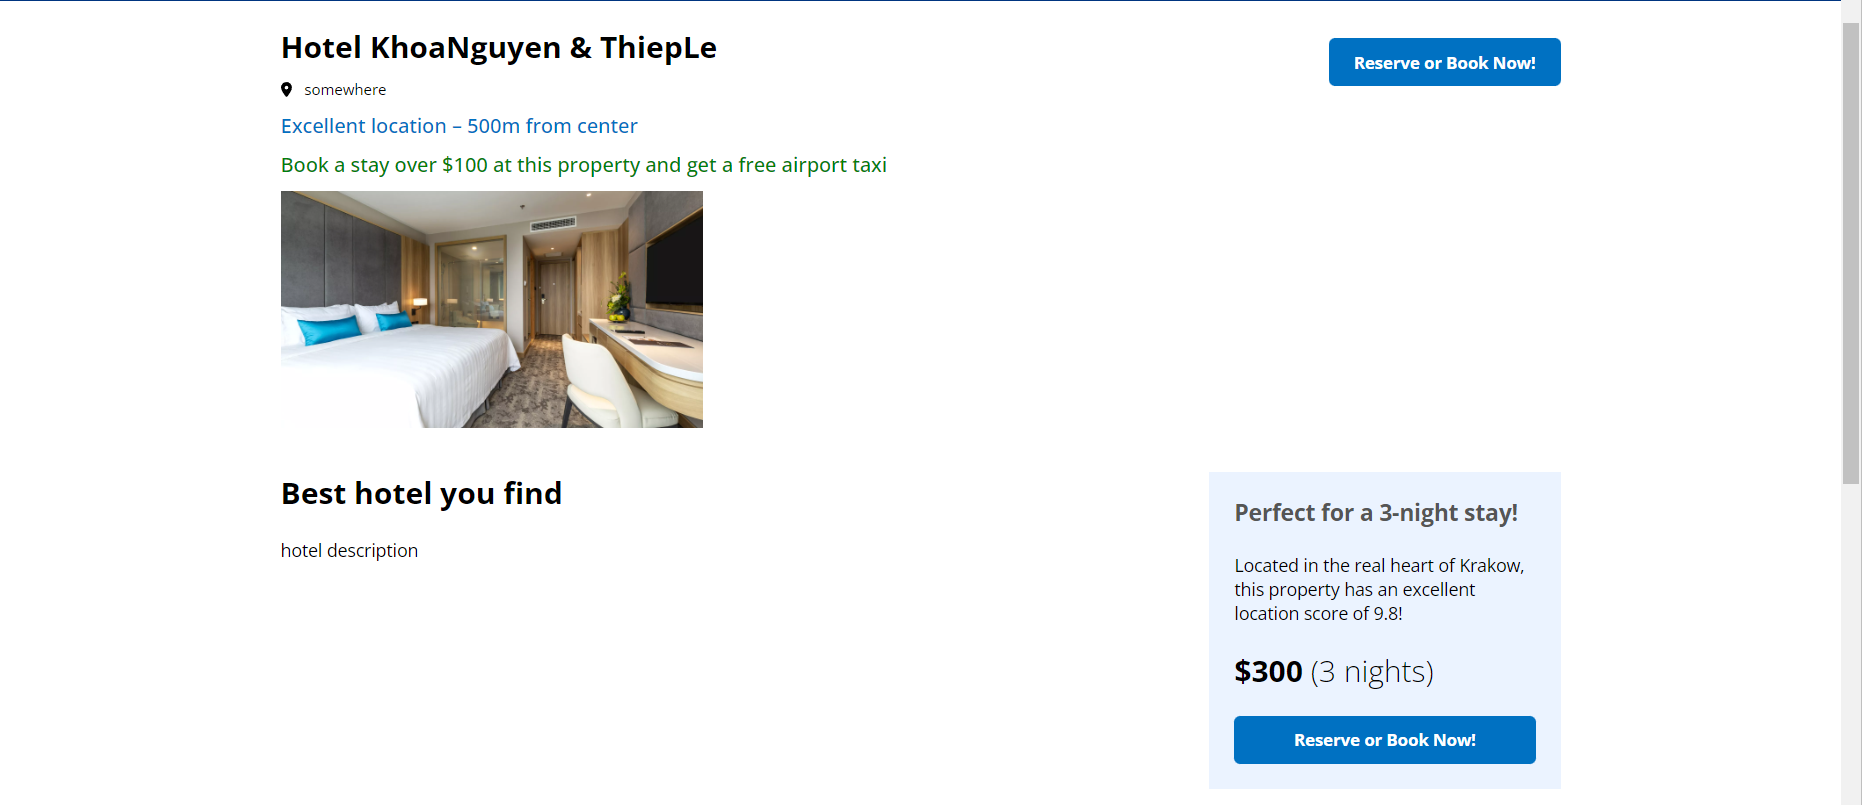 Hotel KhoaNguyen & ThiepLe
Reserve or Book Now!
somewhere
Excellent location – 500m from center
Book a stay over $100 at this property and get a free airport taxi
Best hotel you find
hotel description
Perfect for a 3-night stay!
Located in the real heart of Krakow,
this property has an excellent
location score of 9.8!
$300 (3 nights)
Reserve or Book Now!